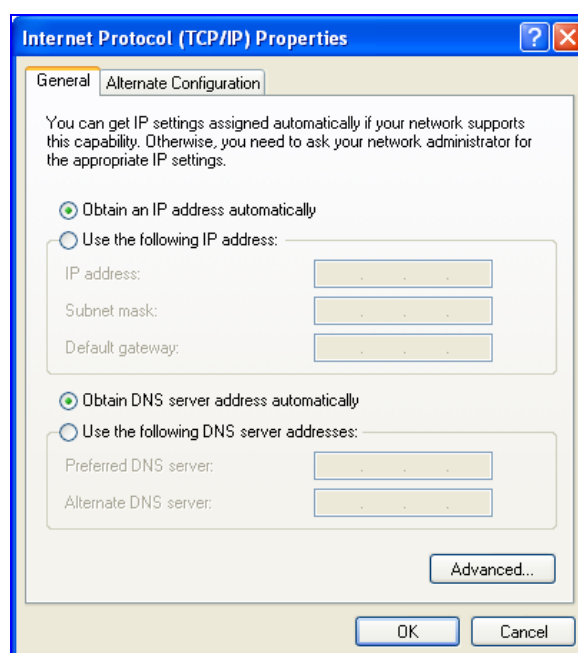 Internet Protocol (TCP/IP) Properties
General
Alternate Configuration
You can get IP settings assigned automatically if your network supports
this capability. Otherwise, you need to ask your network administrator for
the appropriate IP settings.
Obtain an IP address automatically
Use the following IP address:
IP address:
Subnet mask:
Default gateway:
Obtain DNS server address automatically
Use the following DNS server addresses:
Preferred DNS server:
Alternate DNS server:
Advanced...
OK
Cancel